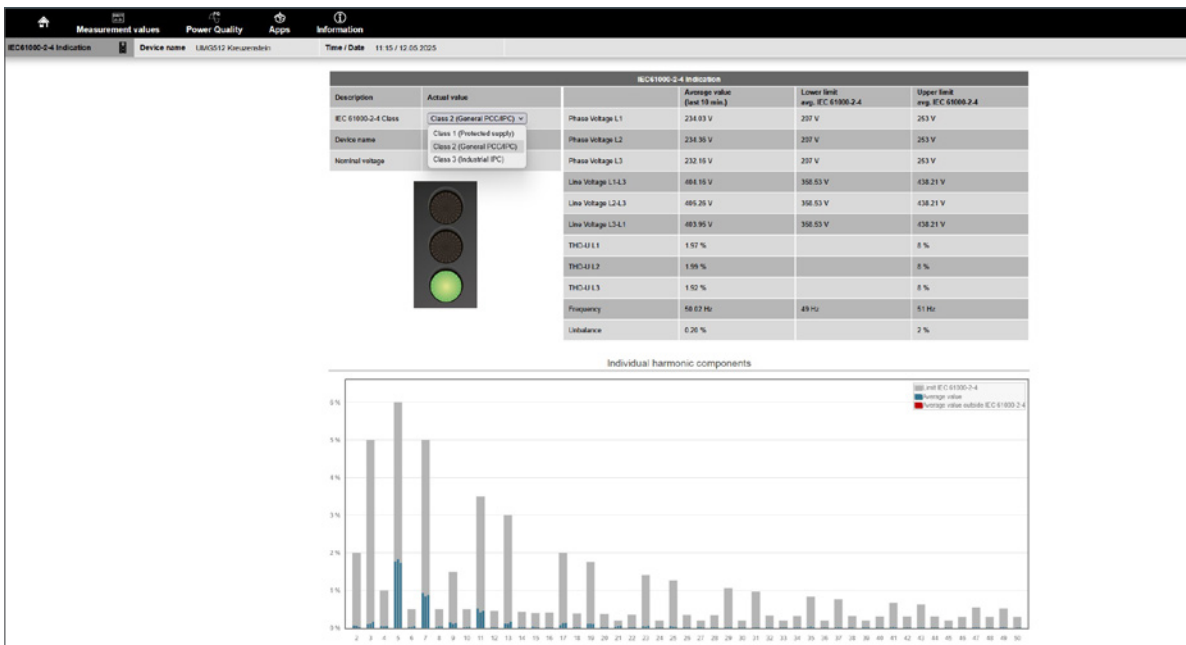 Measurement values Power Quality Apps Information
IEC61000-2-4 Indication Device name UMG512 Kreuzenstein Time / Date 11:15 / 12.05.2025
IEC61000-2-4 Indication
Description Actual value Average value (last 10 min.) Lower limit avg. IEC 61000-2-4 Upper limit avg. IEC 61000-2-4
IEC 61000-2-4 Class Class 2 (General PCC/IPC) Phase Voltage L1 234.03 V 207 V 253 V
Class 1 (Protected supply)
Device name Class 2 (General PCC/IPC) Phase Voltage L2 234.36 V 207 V 253 V
Nominal voltage Class 3 (Industrial IPC) Phase Voltage L3 232.16 V 207 V 253 V
Line Voltage L1-L3 404.16 V 358.53 V 438.21 V
Line Voltage L2-L3 405.26 V 358.53 V 438.21 V
Line Voltage L3-L1 403.95 V 358.53 V 438.21 V
THD-U L1 1.97 % 8 %
THD-U L2 1.99 % 8 %
THD-U L3 1.92 % 8 %
Frequency 50.02 Hz 49 Hz 51 Hz
Unbalance 0.20 % 2 %
Individual harmonic components
Limit IEC 61000-2-4
Average value
Average value outside IEC 61000-2-4
6 %
5 %
4 %
3 %
2 %
1 %
0 %
2 3 4 5 6 7 8 9 10 11 12 13 14 15 16 17 18 19 20 21 22 23 24 25 26 27 28 29 30 31 32 33 34 35 36 37 38 39 40 41 42 43 44 45 46 47 48 49 50